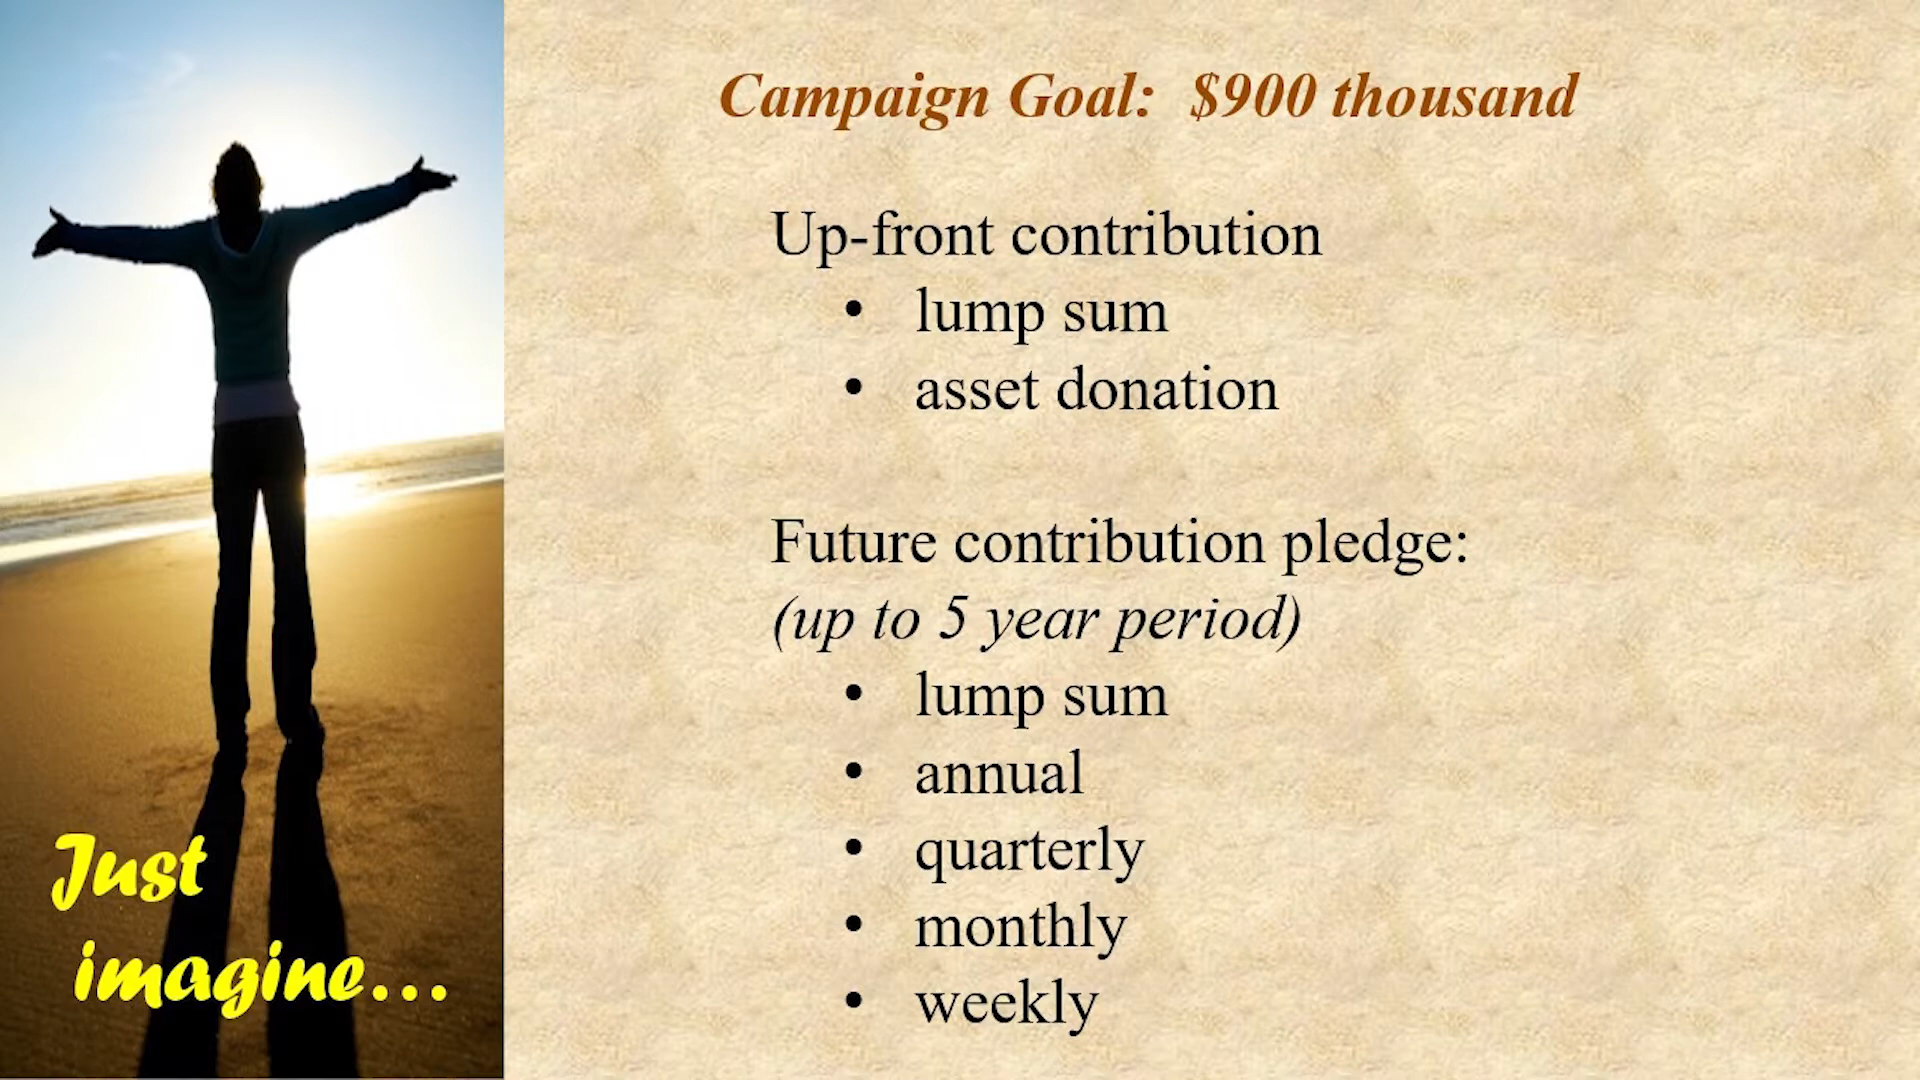 Campaign Goal: $900 thousand
Up-front contribution
• lump sum
• asset donation
Future contribution pledge:
(up to 5 year period)
• lump sum
• annual
• quarterly
• monthly
• weekly
Just
imagine...